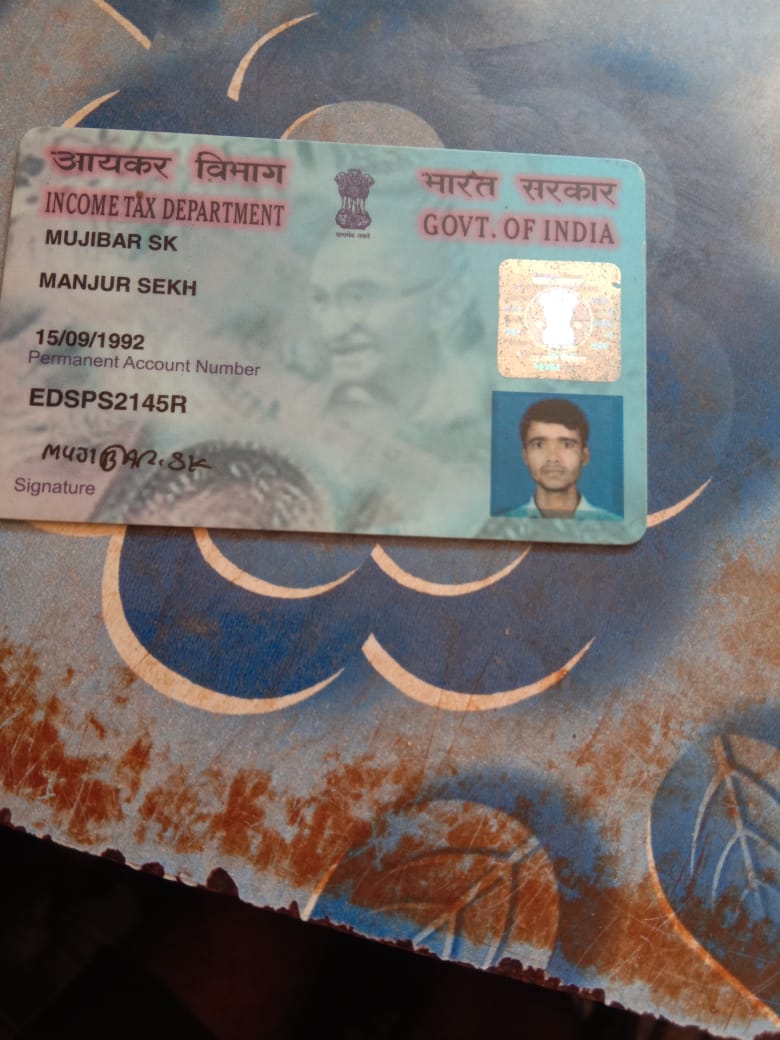 आयकर विभाग
INCOME TAX DEPARTMENT
भारत सरकार
GOVT. OF INDIA
सत्यमेव जयते
MUJIBAR SK
MANJUR SEKH
15/09/1992
Permanent Account Number
EDSPS2145R
MUJIBAR.SK
Signature